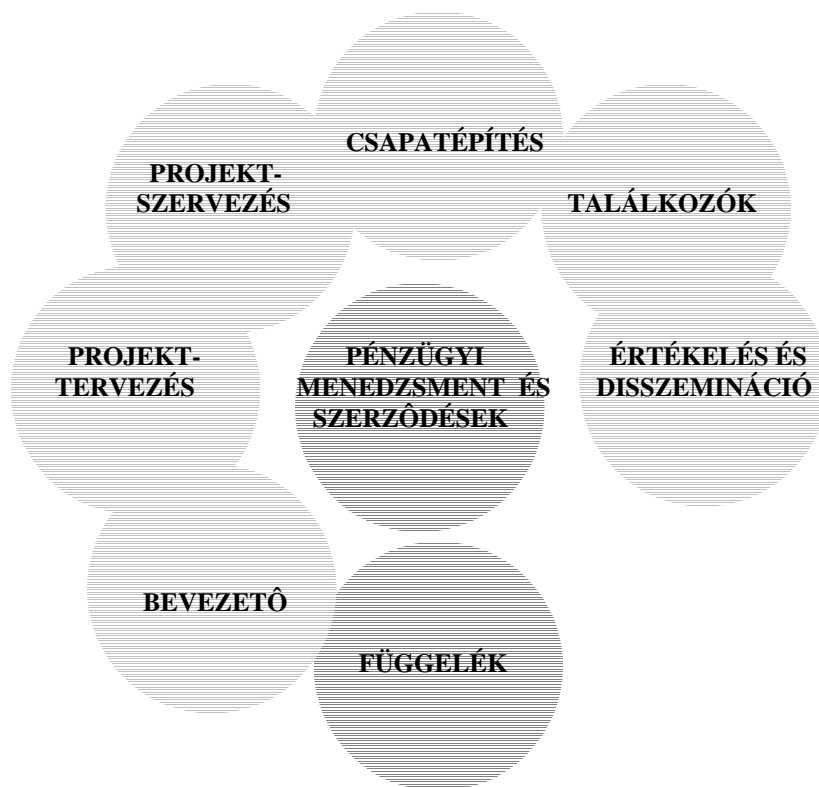 CSAPATÉPÍTÉS
PROJEKT-
SZERVEZÉS
TALÁLKOZÓK
PROJEKT-
TERVEZÉS
PÉNZÜGYI
MENEDZSMENT ÉS
SZERZÔDÉSEK
ÉRTÉKELÉS ÉS
DISSZEMINÁCIÓ
BEVEZETÔ
FÜGGELÉK